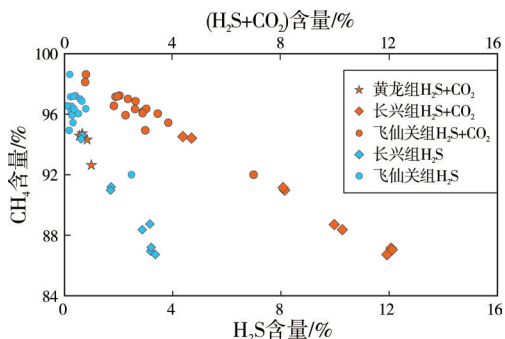 (H₂S+CO₂)含量/%
0 4 8 12 16
100
96
92
88
84
CH₄含量/%
黄龙组H₂S+CO₂
长兴组H₂S+CO₂
飞仙关组H₂S+CO₂
长兴组H₂S
飞仙关组H₂S
0 4 8 12 16
H₂S含量/%